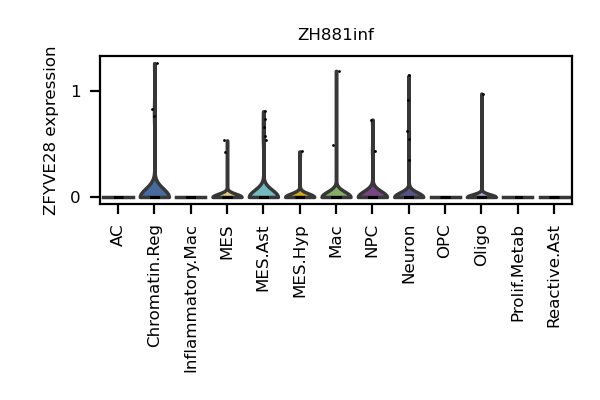 ZH881inf
ZFYVE28 expression
1
0
AC
Chromatin.Reg
Inflammatory.Mac
MES
MES.Ast
MES.Hyp
Mac
NPC
Neuron
OPC
Oligo
Prolif.Metab
Reactive.Ast